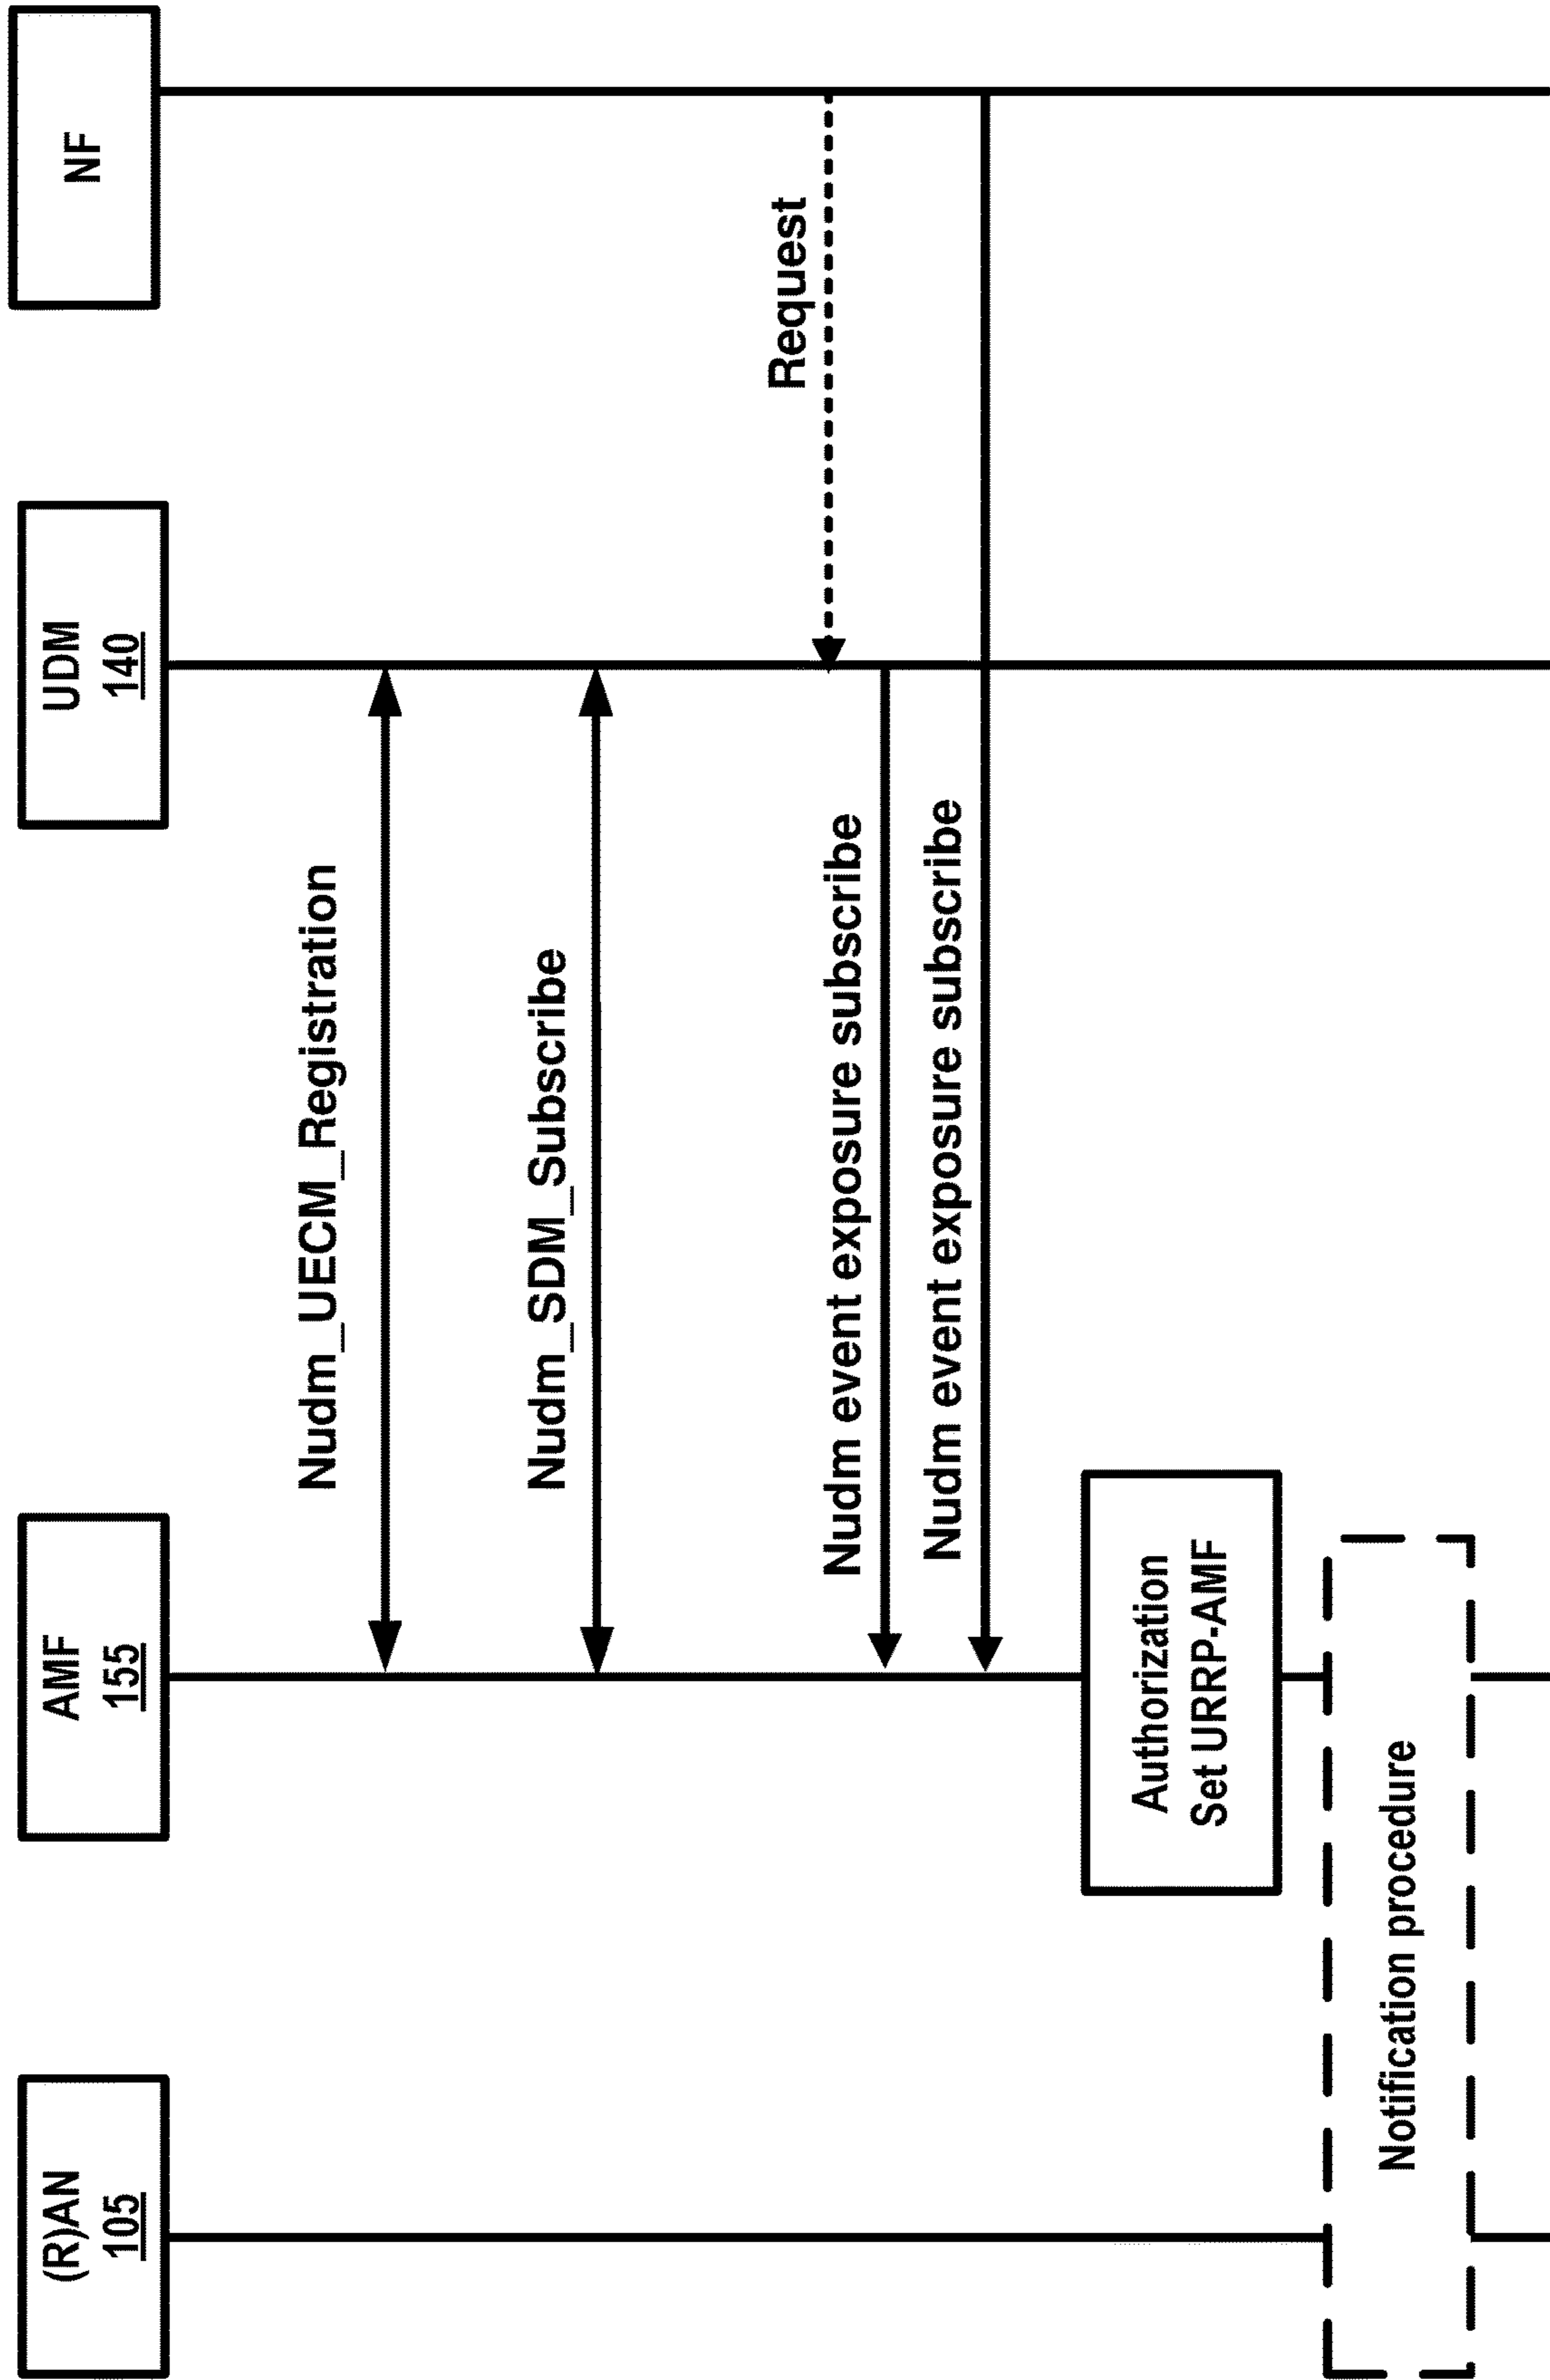 (R)AN
105
AMF
155
UDM
140
NF
Nudm_UECM_Registration
Nudm_SDM_Subscribe
Request
Nudm event exposure subscribe
Nudm event exposure subscribe
Authorization
Set URRP-AMF
Notification procedure